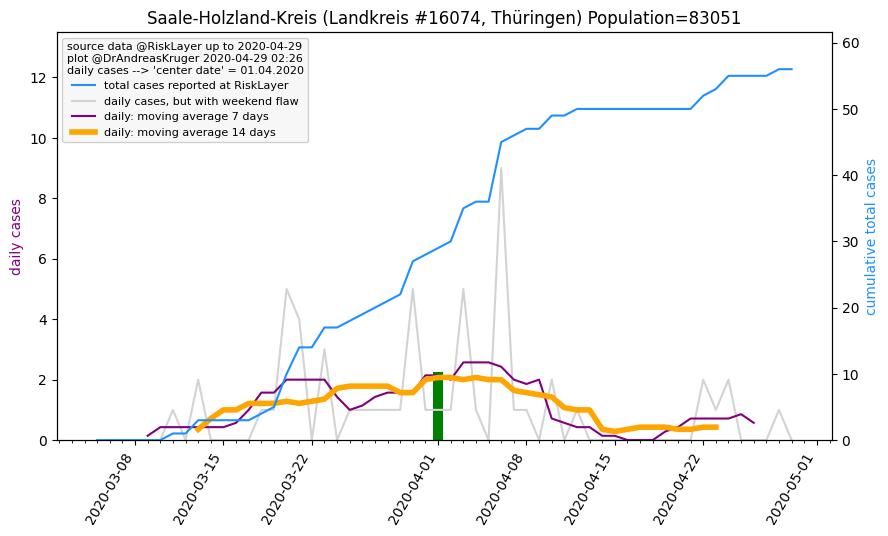 Saale-Holzland-Kreis (Landkreis #16074, Thüringen) Population=83051
source data @RiskLayer up to 2020-04-29
plot @DrAndreasKruger 2020-04-29 02:26
daily cases --> 'center date' = 01.04.2020
total cases reported at RiskLayer
daily cases, but with weekend flaw
daily: moving average 7 days
daily: moving average 14 days
daily cases
12
10
8
6
4
2
0
60
50
40
30
20
10
0
cumulative total cases
2020-03-08
2020-03-15
2020-03-22
2020-04-01
2020-04-08
2020-04-15
2020-04-22
2020-05-01